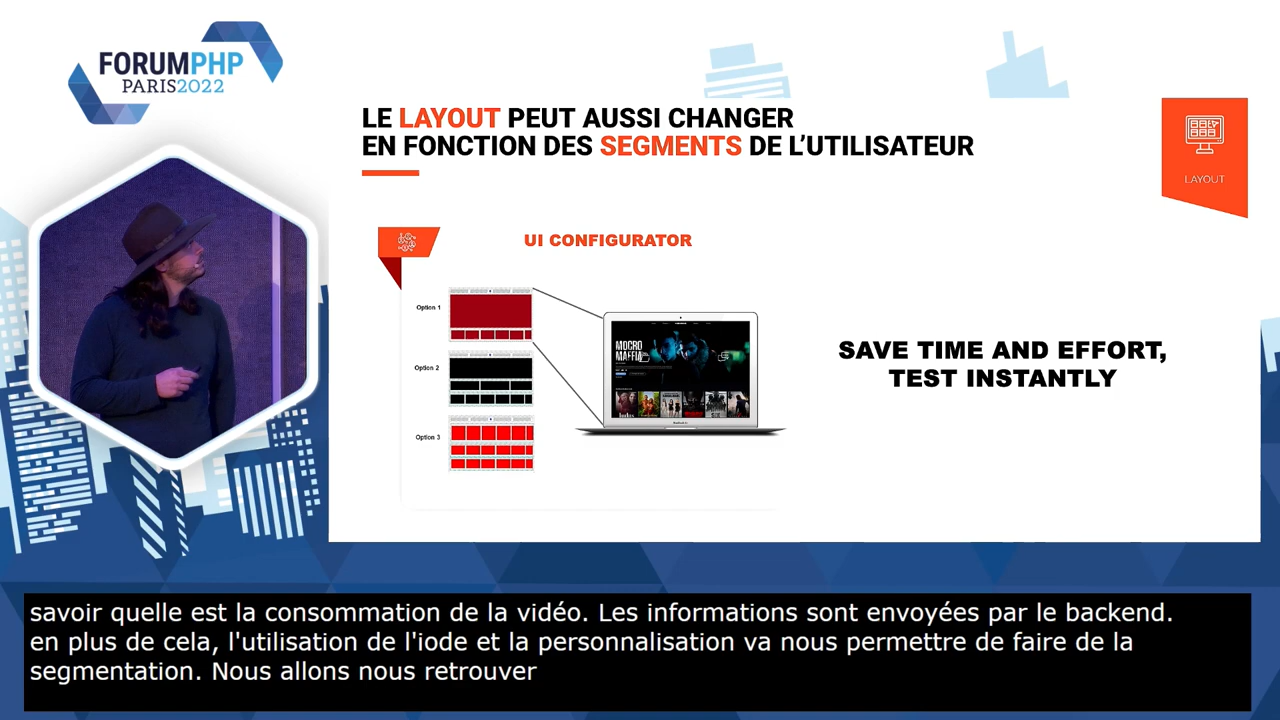 FORUMPHP
PARIS2022
LE LAYOUT PEUT AUSSI CHANGER
EN FONCTION DES SEGMENTS DE L’UTILISATEUR
LAYOUT
UI CONFIGURATOR
Option 1
Option 2
Option 3
MOCRO
MAFFIA
SAVE TIME AND EFFORT,
TEST INSTANTLY
savoir quelle est la consommation de la vidéo. Les informations sont envoyées par le backend.
en plus de cela, l'utilisation de l'iode et la personnalisation va nous permettre de faire de la
segmentation. Nous allons nous retrouver